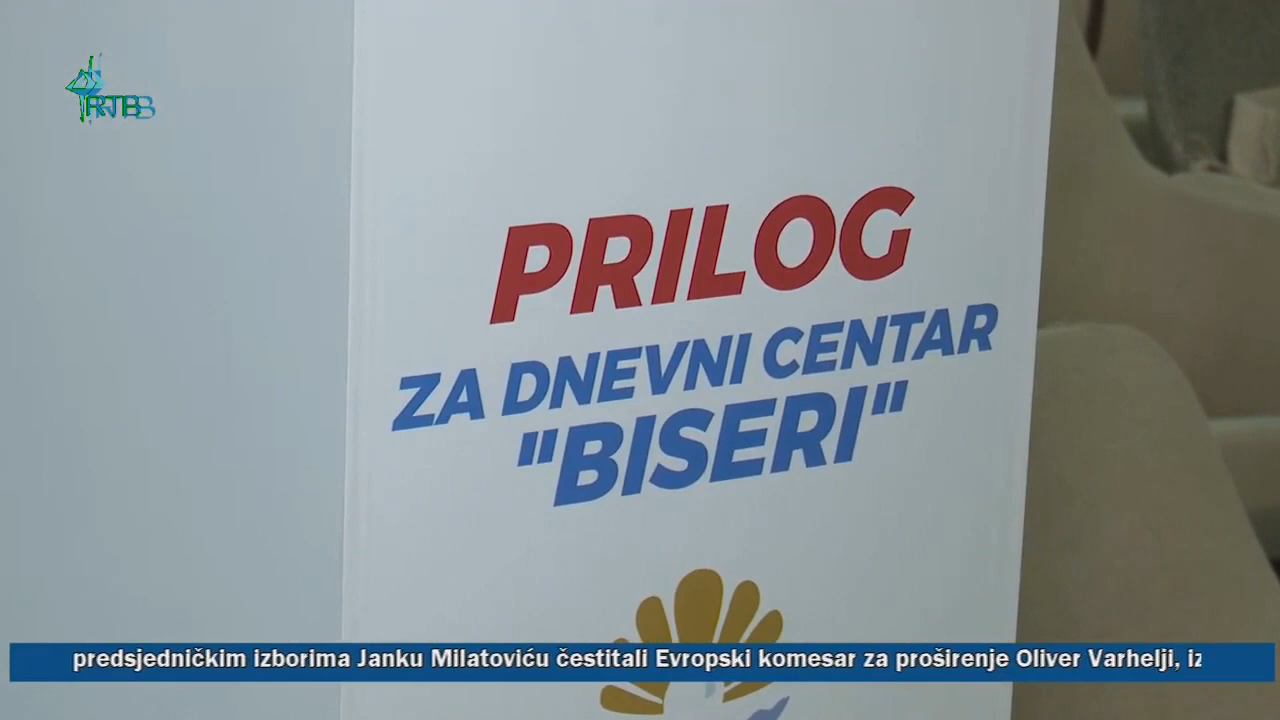 RTB
PRILOG
ZA DNEVNI CENTAR
"BISERI"
predsjedničkim izborima Janku Milatoviću čestitali Evropski komesar za proširenje Oliver Varhelji, iz